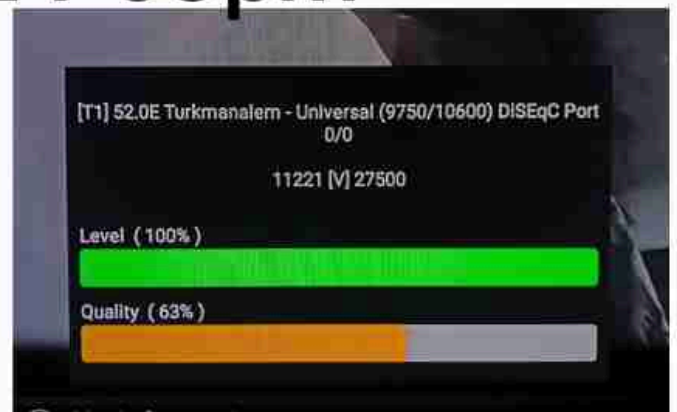 [T1] 52.0E Turkmanalem - Universal (9750/10600) DiSEqC Port
0/0
11221 [V] 27500
Level ( 100% )
Quality ( 63% )